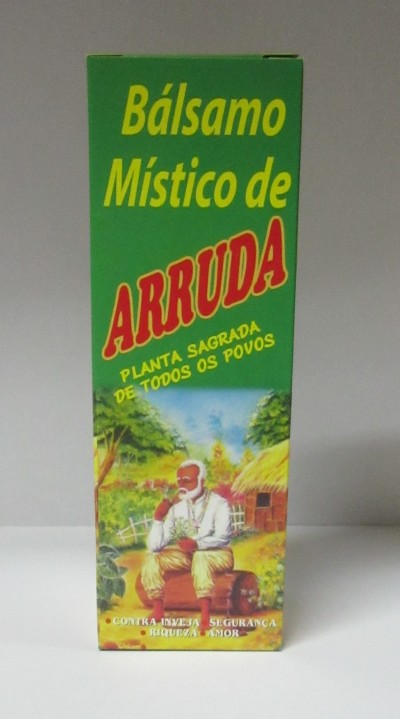 Bálsamo
Místico de
ARRUDA
PLANTA SAGRADA
DE TODOS OS POVOS
• CONTRA INVEJA • SEGURANÇA
• RIQUEZA • AMOR •